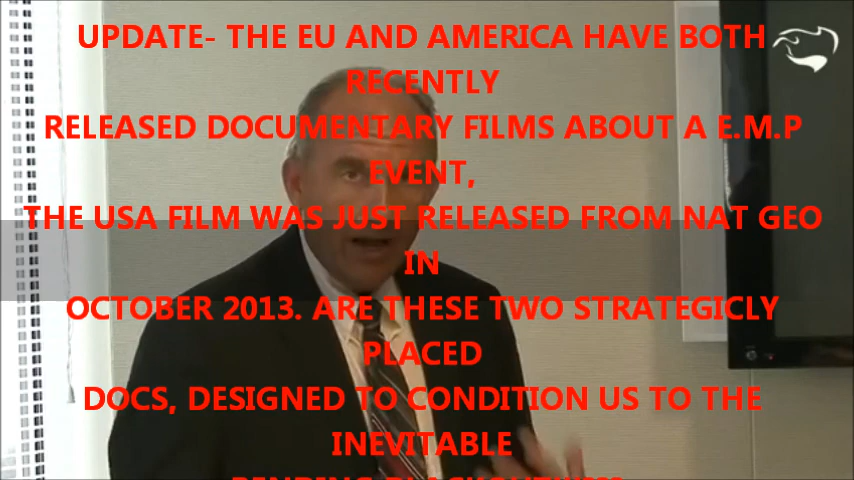 UPDATE- THE EU AND AMERICA HAVE BOTH
RECENTLY
RELEASED DOCUMENTARY FILMS ABOUT A E.M.P
EVENT,
THE USA FILM WAS JUST RELEASED FROM NAT GEO
IN
OCTOBER 2013. ARE THESE TWO STRATEGICLY
PLACED
DOCS, DESIGNED TO CONDITION US TO THE
INEVITABLE